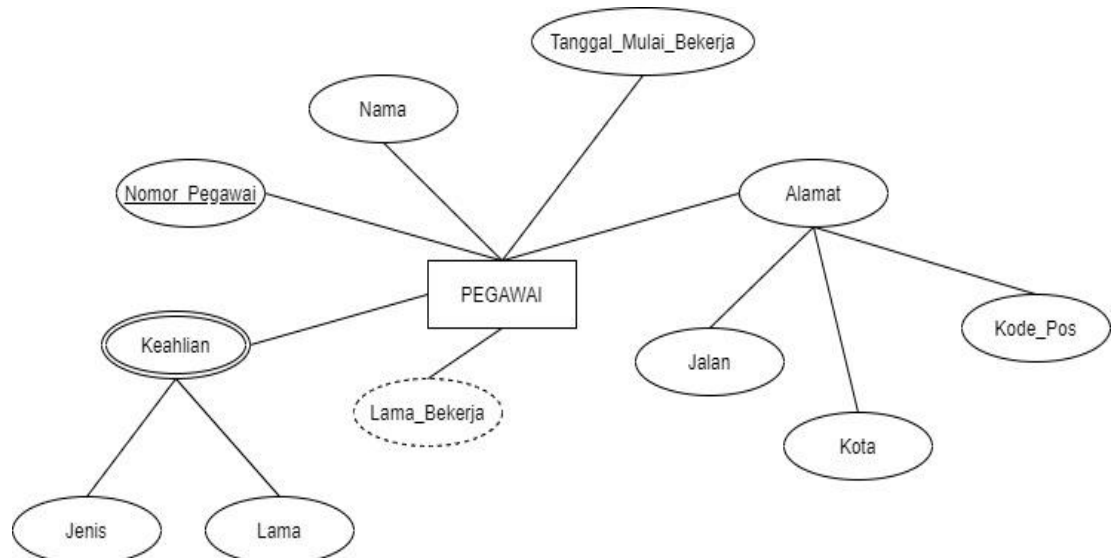 Tanggal_Mulai_Bekerja
Nama
Nomor_Pegawai
Alamat
PEGAWAI
Kode_Pos
Keahlian
Jalan
Lama_Bekerja
Kota
Jenis
Lama